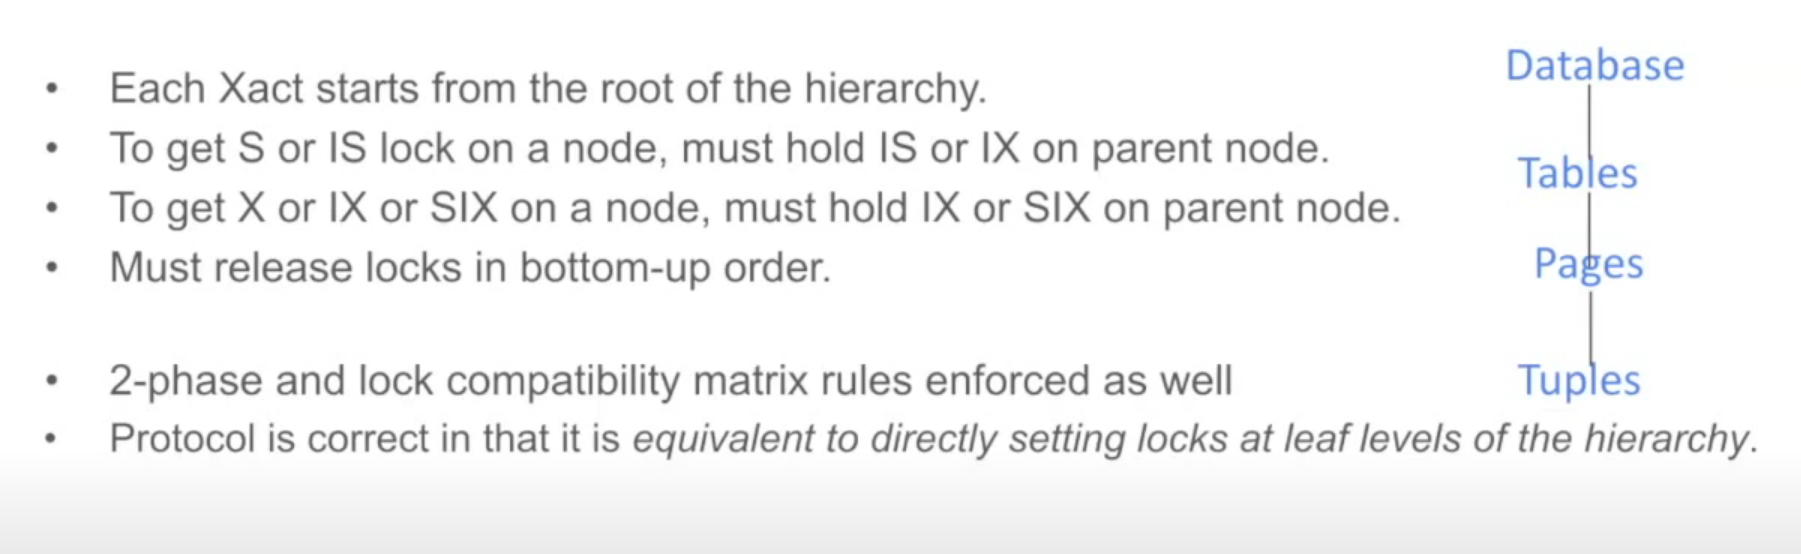 • Each Xact starts from the root of the hierarchy.
• To get S or IS lock on a node, must hold IS or IX on parent node.
• To get X or IX or SIX on a node, must hold IX or SIX on parent node.
• Must release locks in bottom-up order.
• 2-phase and lock compatibility matrix rules enforced as well
• Protocol is correct in that it is equivalent to directly setting locks at leaf levels of the hierarchy.
Database
Tables
Pages
Tuples